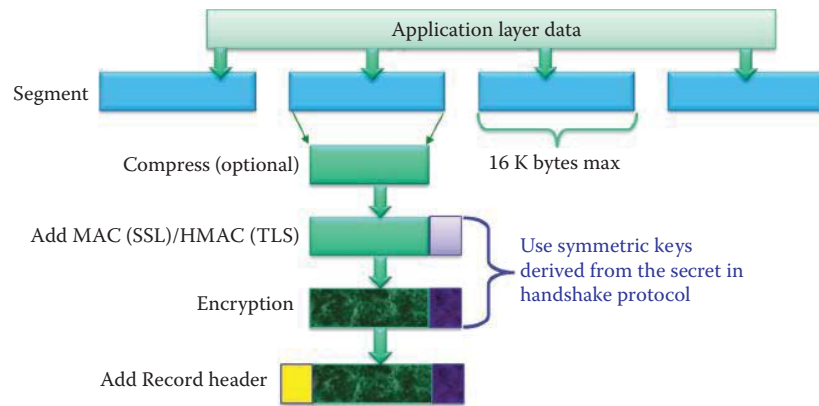 Application layer data
Segment
Compress (optional)
16 K bytes max
Add MAC (SSL)/HMAC (TLS)
Use symmetric keys
derived from the secret in
handshake protocol
Encryption
Add Record header